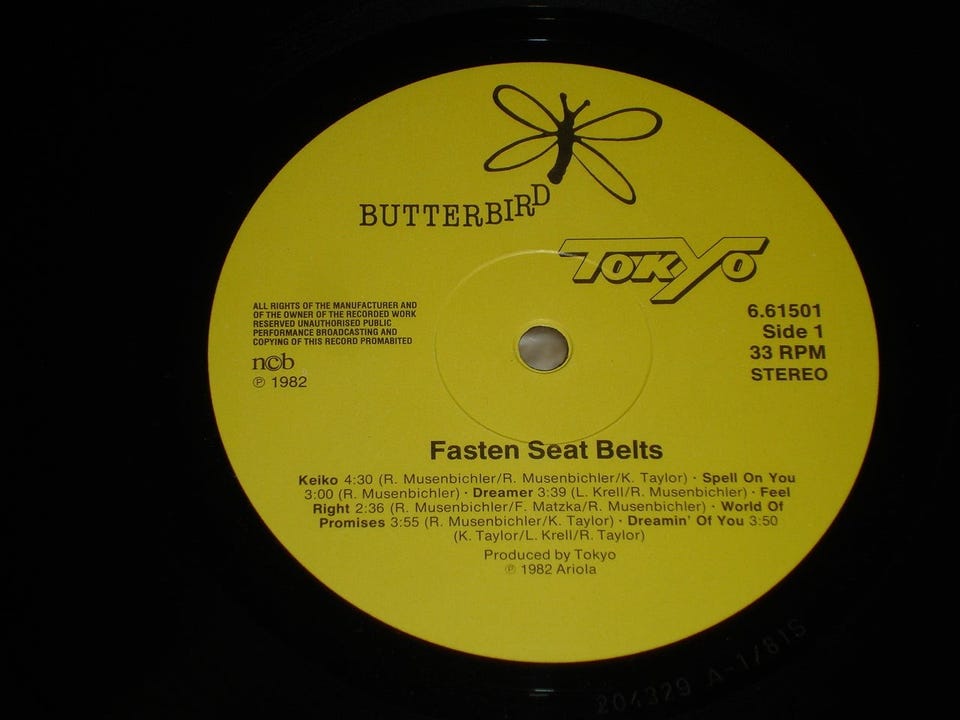 BUTTERBIRD
TOKYO
ALL RIGHTS OF THE MANUFACTURER AND
OF THE OWNER OF THE RECORDED WORK
RESERVED UNAUTHORISED PUBLIC
PERFORMANCE BROADCASTING AND
COPYING OF THIS RECORD PROMABITED
ncb
℗ 1982
6.61501
Side 1
33 RPM
STEREO
Fasten Seat Belts
Keiko 4:30 (R. Musenbichler/R. Musenbichler/K. Taylor) · Spell On You
3:00 (R. Musenbichler) · Dreamer 3:39 (L. Krell/R. Musenbichler) · Feel
Right 2:36 (R. Musenbichler/F. Matzka/R. Musenbichler) · World Of
Promises 3:55 (R. Musenbichler/K. Taylor) · Dreamin' Of You 3:50
(K. Taylor/L. Krell/R. Taylor)
Produced by Tokyo
℗ 1982 Ariola
204329 A-1/81S